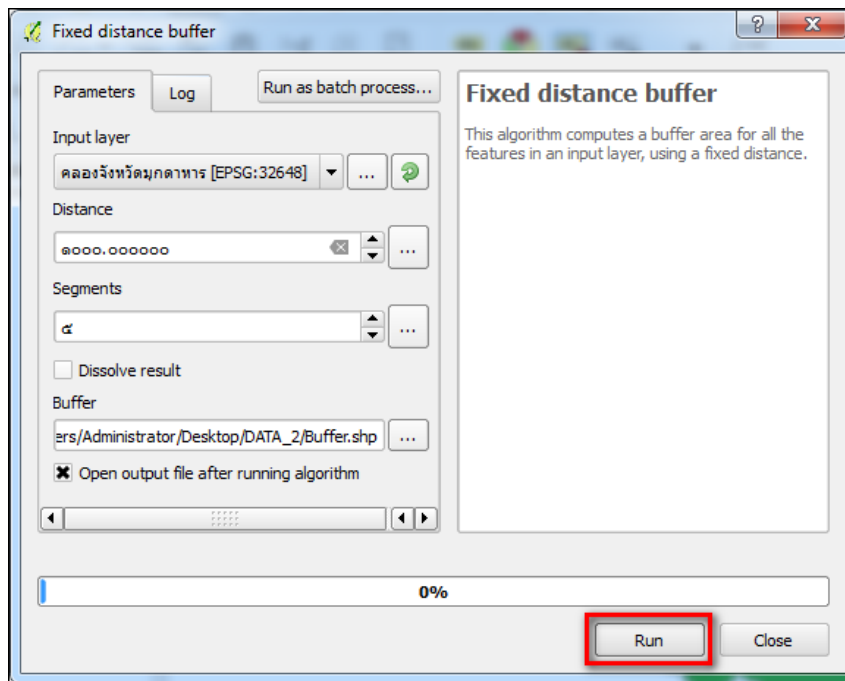 Fixed distance buffer
Parameters
Log
Run as batch process...
Input layer
คลองจังหวัดมุกดาหาร [EPSG:32648]
...
Distance
๑๐๐๐.๐๐๐๐๐๐
...
Segments
๕
...
Dissolve result
Buffer
ers/Administrator/Desktop/DATA_2/Buffer.shp
...
Open output file after running algorithm
Fixed distance buffer
This algorithm computes a buffer area for all the
features in an input layer, using a fixed distance.
0%
Run
Close